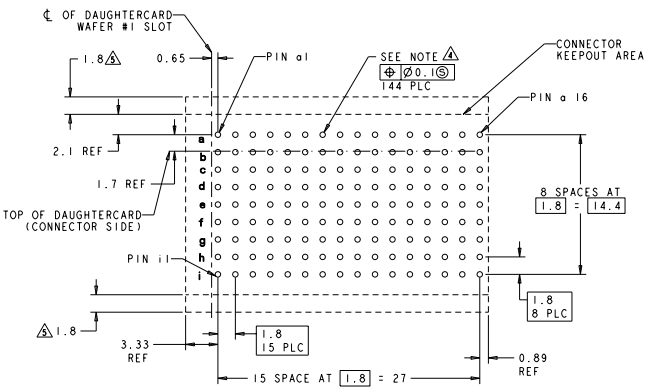 ℄ OF DAUGHTERCARD
WAFER #1 SLOT
1.8 5
0.65
PIN a1
SEE NOTE 4
⌖ Ø0.1Ⓢ
144 PLC
CONNECTOR
KEEPOUT AREA
PIN a 16
2.1 REF
1.7 REF
TOP OF DAUGHTERCARD
(CONNECTOR SIDE)
a
b
c
d
e
f
g
h
i
8 SPACES AT
1.8 = 14.4
PIN i1
1.8
8 PLC
5 1.8
3.33
REF
1.8
15 PLC
0.89
REF
15 SPACE AT 1.8 = 27